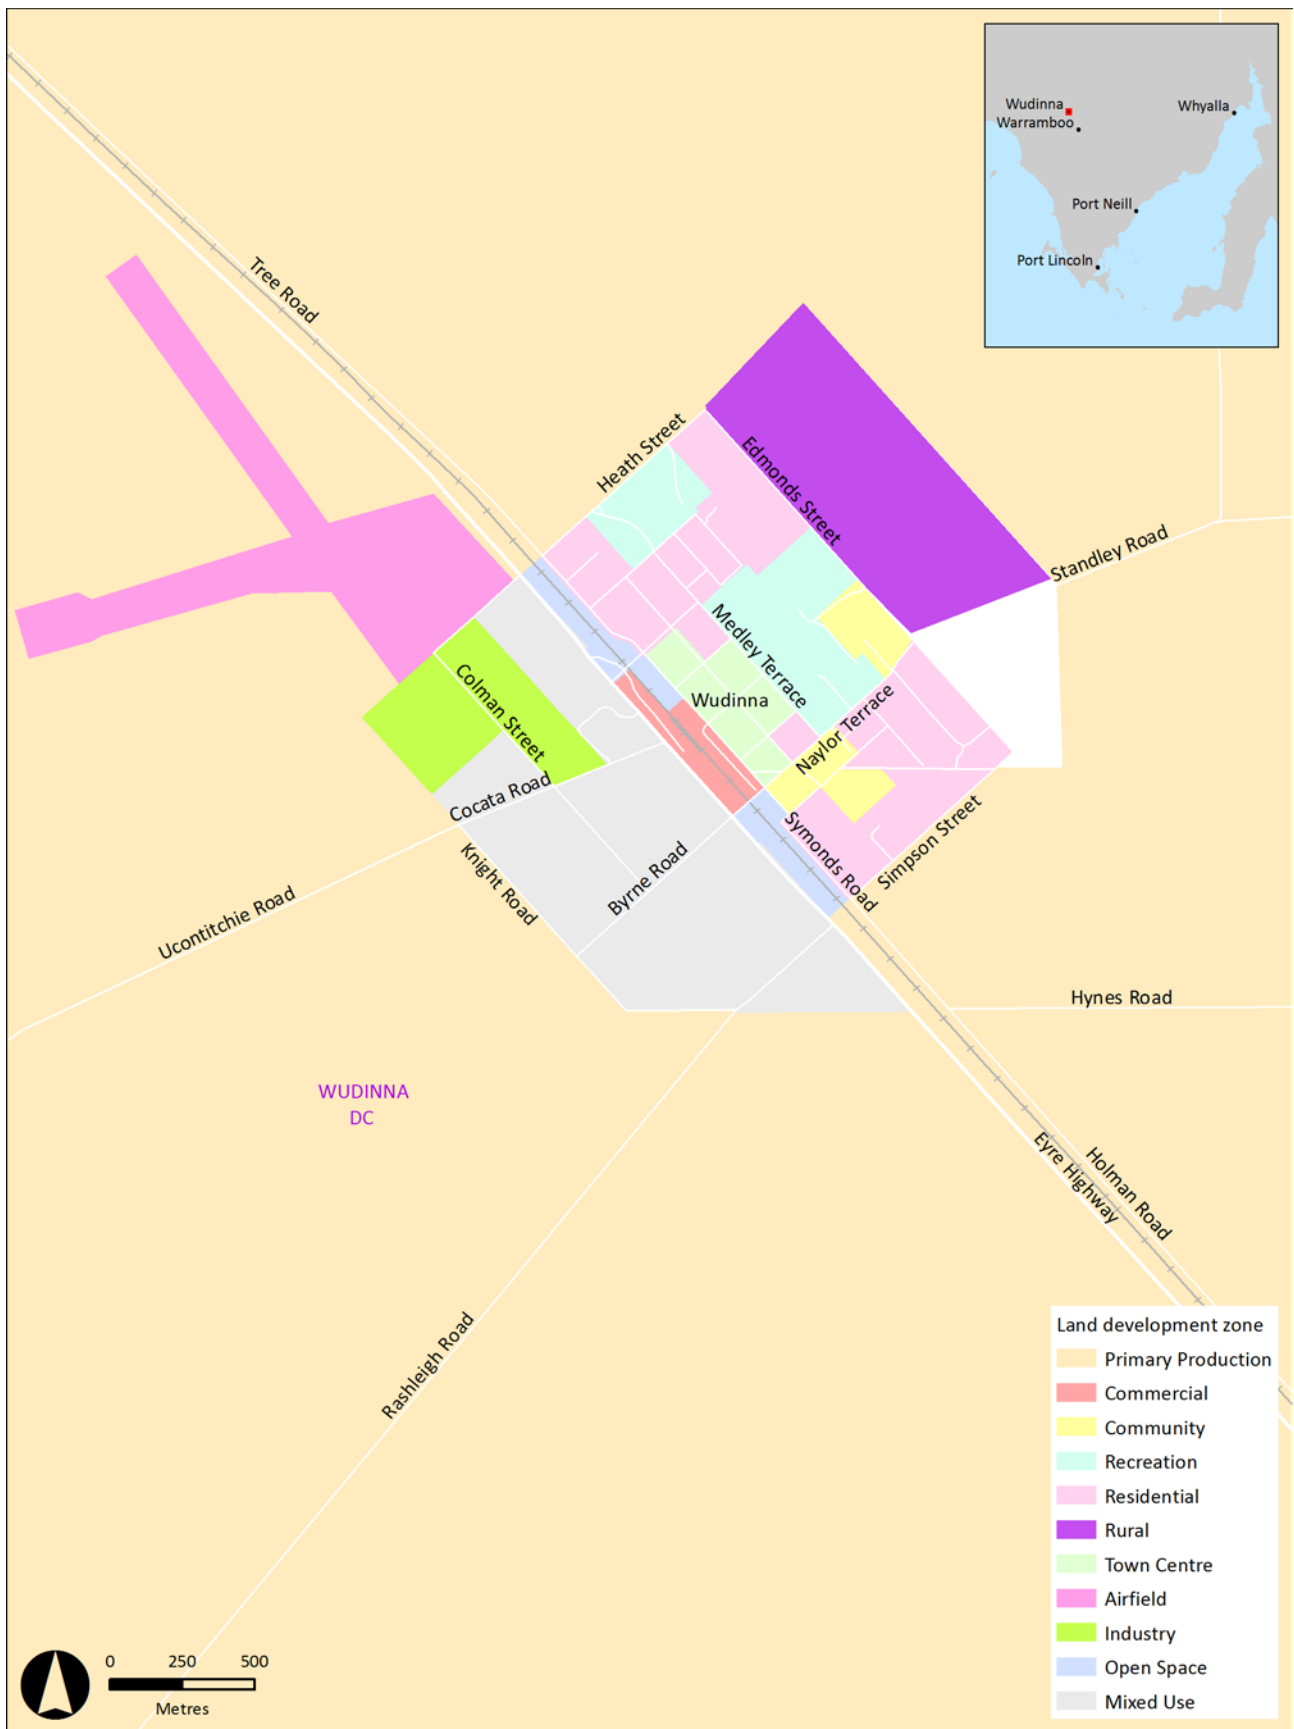 Wudinna
Warramboo
Whyalla
Port Neill
Port Lincoln
Tree Road
Heath Street
Edmonds Street
Standley Road
Medley Terrace
Wudinna
Colman Street
Naylor Terrace
Cocata Road
Symonds Road
Simpson Street
Knight Road
Byrne Road
Ucontitchie Road
Hynes Road
WUDINNA
DC
Eyre Highway
Holman Road
Rashleigh Road
Land development zone
Primary Production
Commercial
Community
Recreation
Residential
Rural
Town Centre
Airfield
Industry
Open Space
Mixed Use
0 250 500
Metres